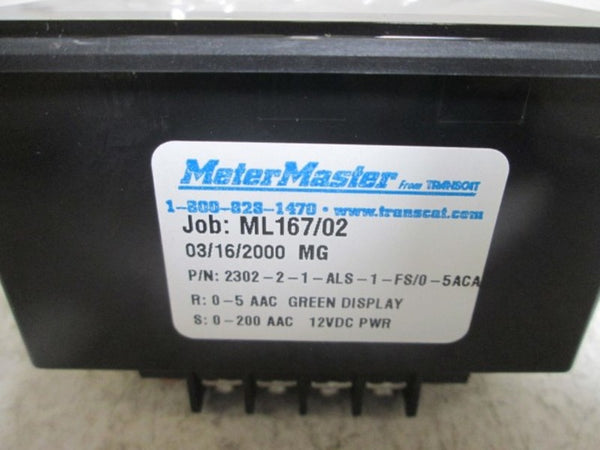 MeterMaster From TRANSCAT
1-800-828-1470 • www.transcat.com
Job: ML167/02
03/16/2000 MG
P/N: 2302-2-1-ALS-1-FS/0-5ACA
R: 0-5 AAC GREEN DISPLAY
S: 0-200 AAC 12VDC PWR